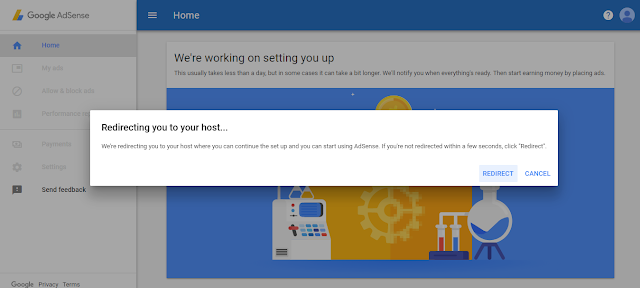 Google AdSense
Home
Home
My ads
We're working on setting you up
This usually takes less than a day, but in some cases it can take a bit longer. We'll notify you when everything's ready. Then start earning money by placing ads.
Allow & block ads
Performance
Redirecting you to your host...
We're redirecting you to your host where you can continue the set up and you can start using AdSense. If you're not redirected within a few seconds, click "Redirect".
Payments
Settings
REDIRECT
CANCEL
Send feedback
Google Privacy Terms